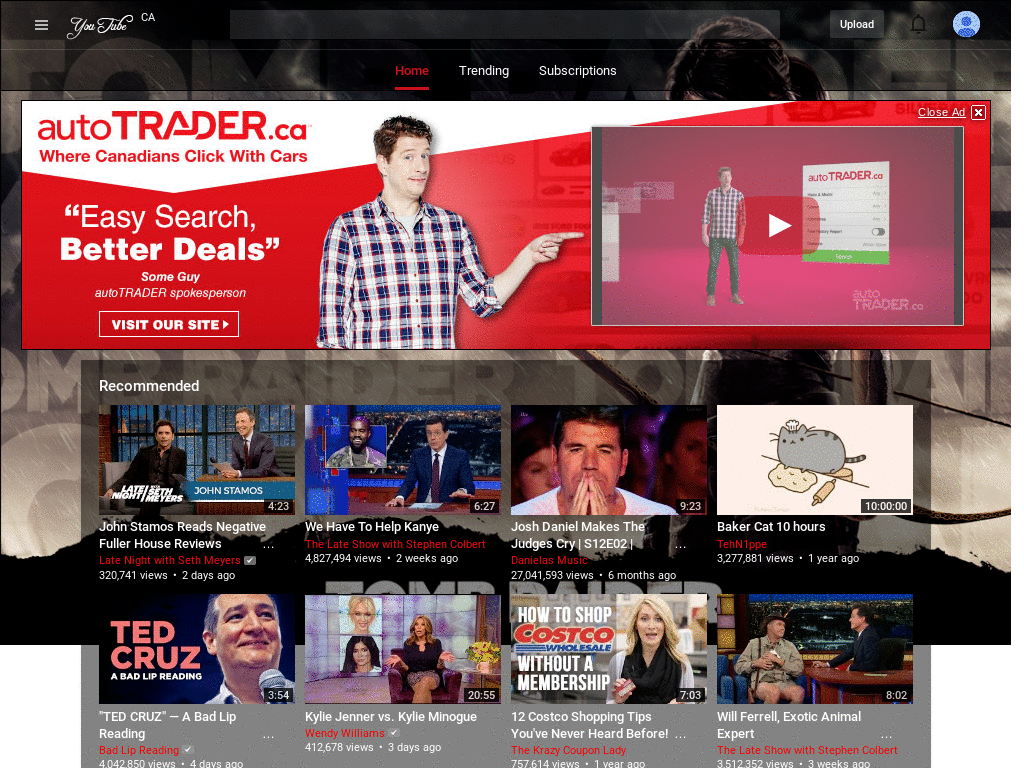 You Tube CA
Upload
Home Trending Subscriptions
Close Ad
autoTRADER.ca
Where Canadians Click With Cars
“Easy Search,
Better Deals”
Some Guy
autoTRADER spokesperson
VISIT OUR SITE
autoTRADER.ca
Search
auto
TRADER.ca
TOMB RAIDER
Recommended
LATE NIGHT WITH SETH MEYERS
JOHN STAMOS
4:23
6:27
9:23
10:00:00
John Stamos Reads Negative
Fuller House Reviews ...
Late Night with Seth Meyers
320,741 views • 2 days ago
We Have To Help Kanye
The Late Show with Stephen Colbert
4,827,494 views • 2 weeks ago
Josh Daniel Makes The
Judges Cry | S12E02 | ...
Danielas Music
27,041,593 views • 6 months ago
Baker Cat 10 hours
TehN1ppe
3,277,881 views • 1 year ago
TOMB RAIDER
TED
CRUZ
A BAD LIP READING
3:54
20:55
HOW TO SHOP
COSTCO
WHOLESALE
WITHOUT A
MEMBERSHIP
7:03
8:02
"TED CRUZ" — A Bad Lip
Reading ...
Bad Lip Reading
4,042,850 views • 4 days ago
Kylie Jenner vs. Kylie Minogue
Wendy Williams
412,678 views • 3 days ago
12 Costco Shopping Tips
You've Never Heard Before! ...
The Krazy Coupon Lady
757,614 views • 1 year ago
Will Ferrell, Exotic Animal
Expert ...
The Late Show with Stephen Colbert
3,512,352 views • 3 weeks ago